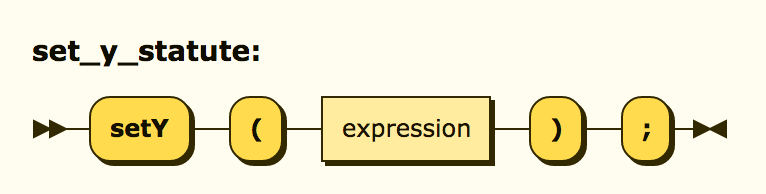 set_y_statute:
setY ( expression ) ;